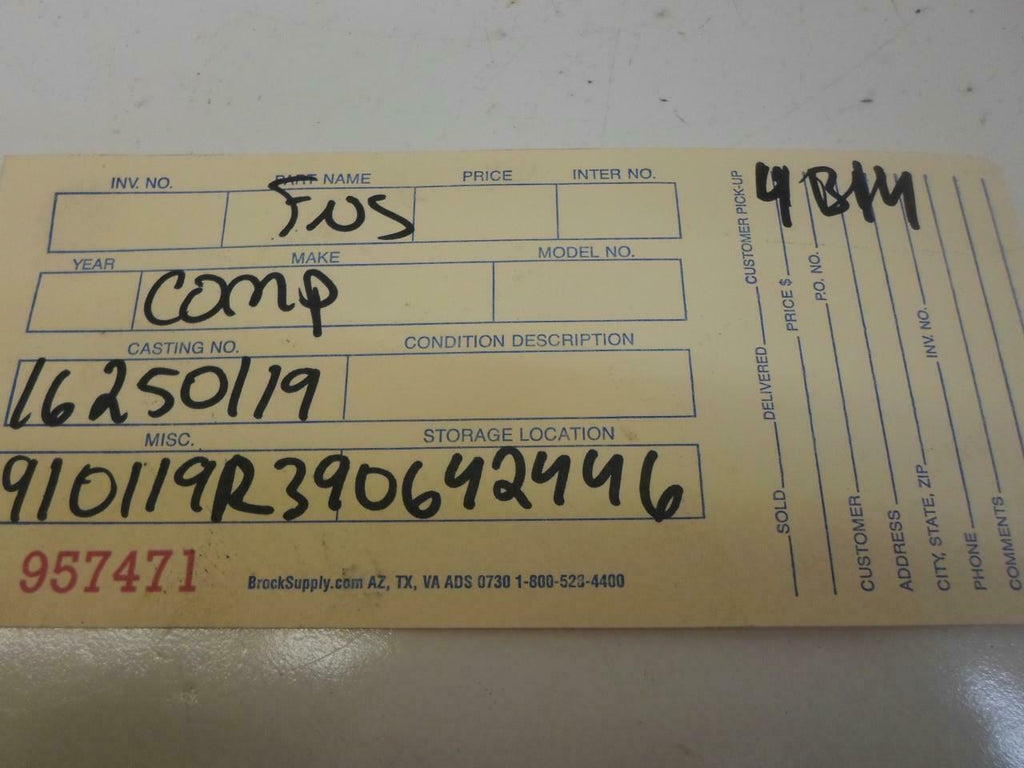 INV. NO. PART NAME PRICE INTER NO.
FNS
YEAR MAKE MODEL NO.
COMP
CASTING NO. CONDITION DESCRIPTION
16250119
MISC. STORAGE LOCATION
910119R390642446
957471
BrockSupply.com AZ, TX, VA ADS 0730 1-800-528-4400
SOLD DELIVERED CUSTOMER PICK-UP
PRICE $
P.O. NO.
CUSTOMER
ADDRESS
CITY, STATE, ZIP INV. NO.
PHONE
COMMENTS